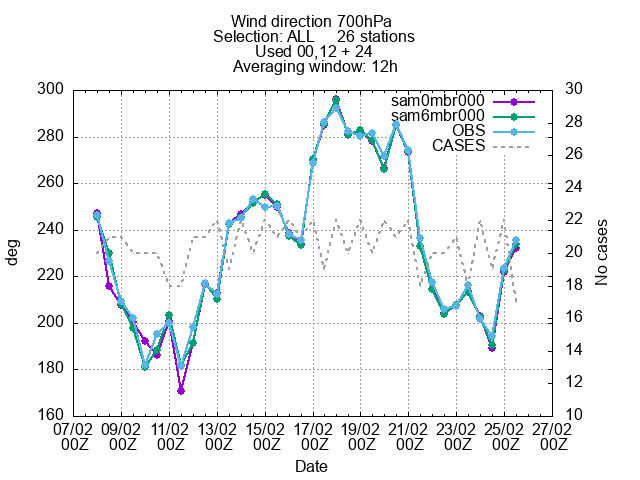 Wind direction 700hPa
Selection: ALL     26 stations
Used 00,12 + 24
Averaging window: 12h
300
280
260
240
220
200
180
160
deg
30
28
26
24
22
20
18
16
14
12
10
No cases
sam0mbr000
sam6mbr000
OBS
CASES
07/02 09/02 11/02 13/02 15/02 17/02 19/02 21/02 23/02 25/02 27/02
00Z 00Z 00Z 00Z 00Z 00Z 00Z 00Z 00Z 00Z 00Z
Date